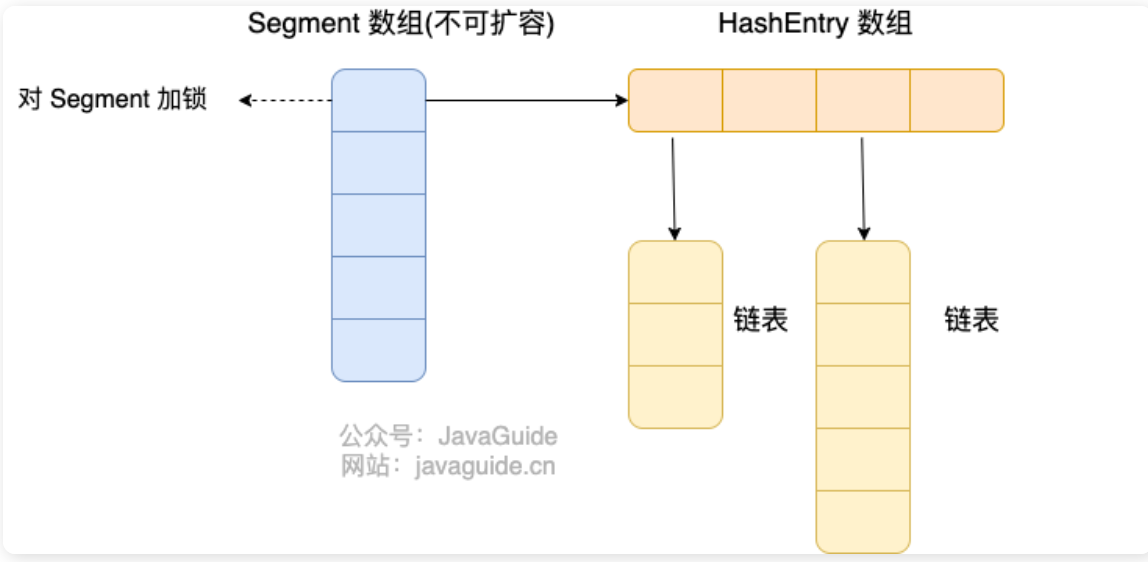 Segment 数组(不可扩容)
HashEntry 数组
对 Segment 加锁
链表
链表
公众号：JavaGuide
网站：javaguide.cn